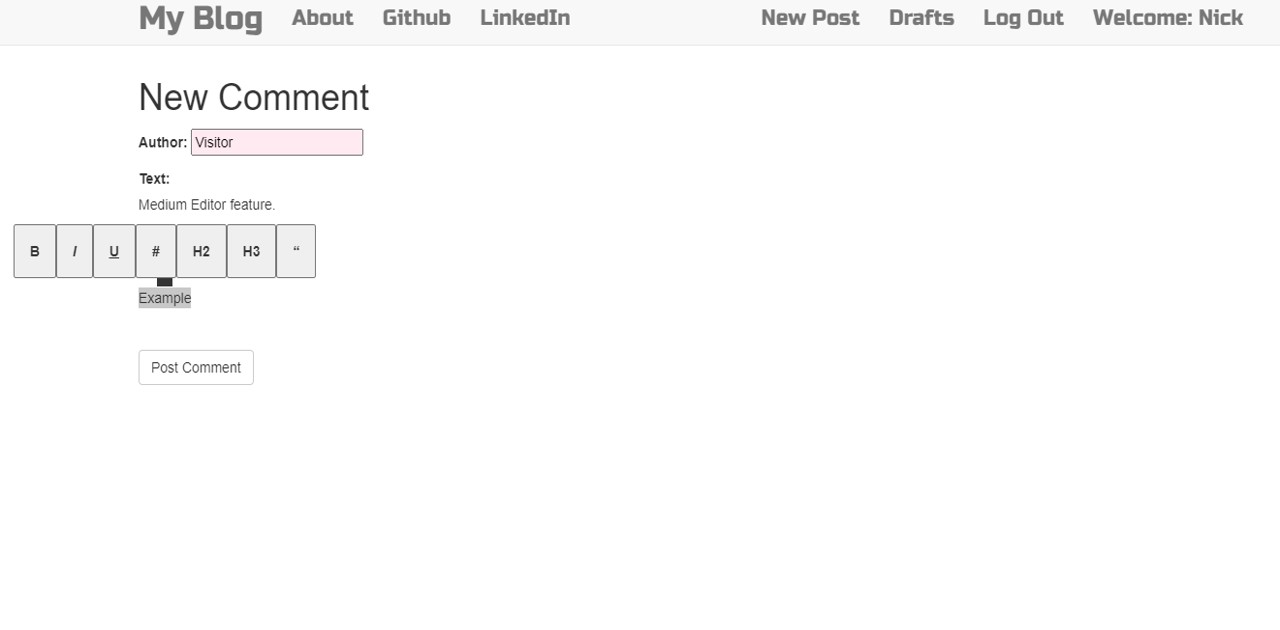 My Blog About Github LinkedIn New Post Drafts Log Out Welcome: Nick
New Comment
Author: Visitor
Text:
Medium Editor feature.
B I U # H2 H3 “
Example
Post Comment